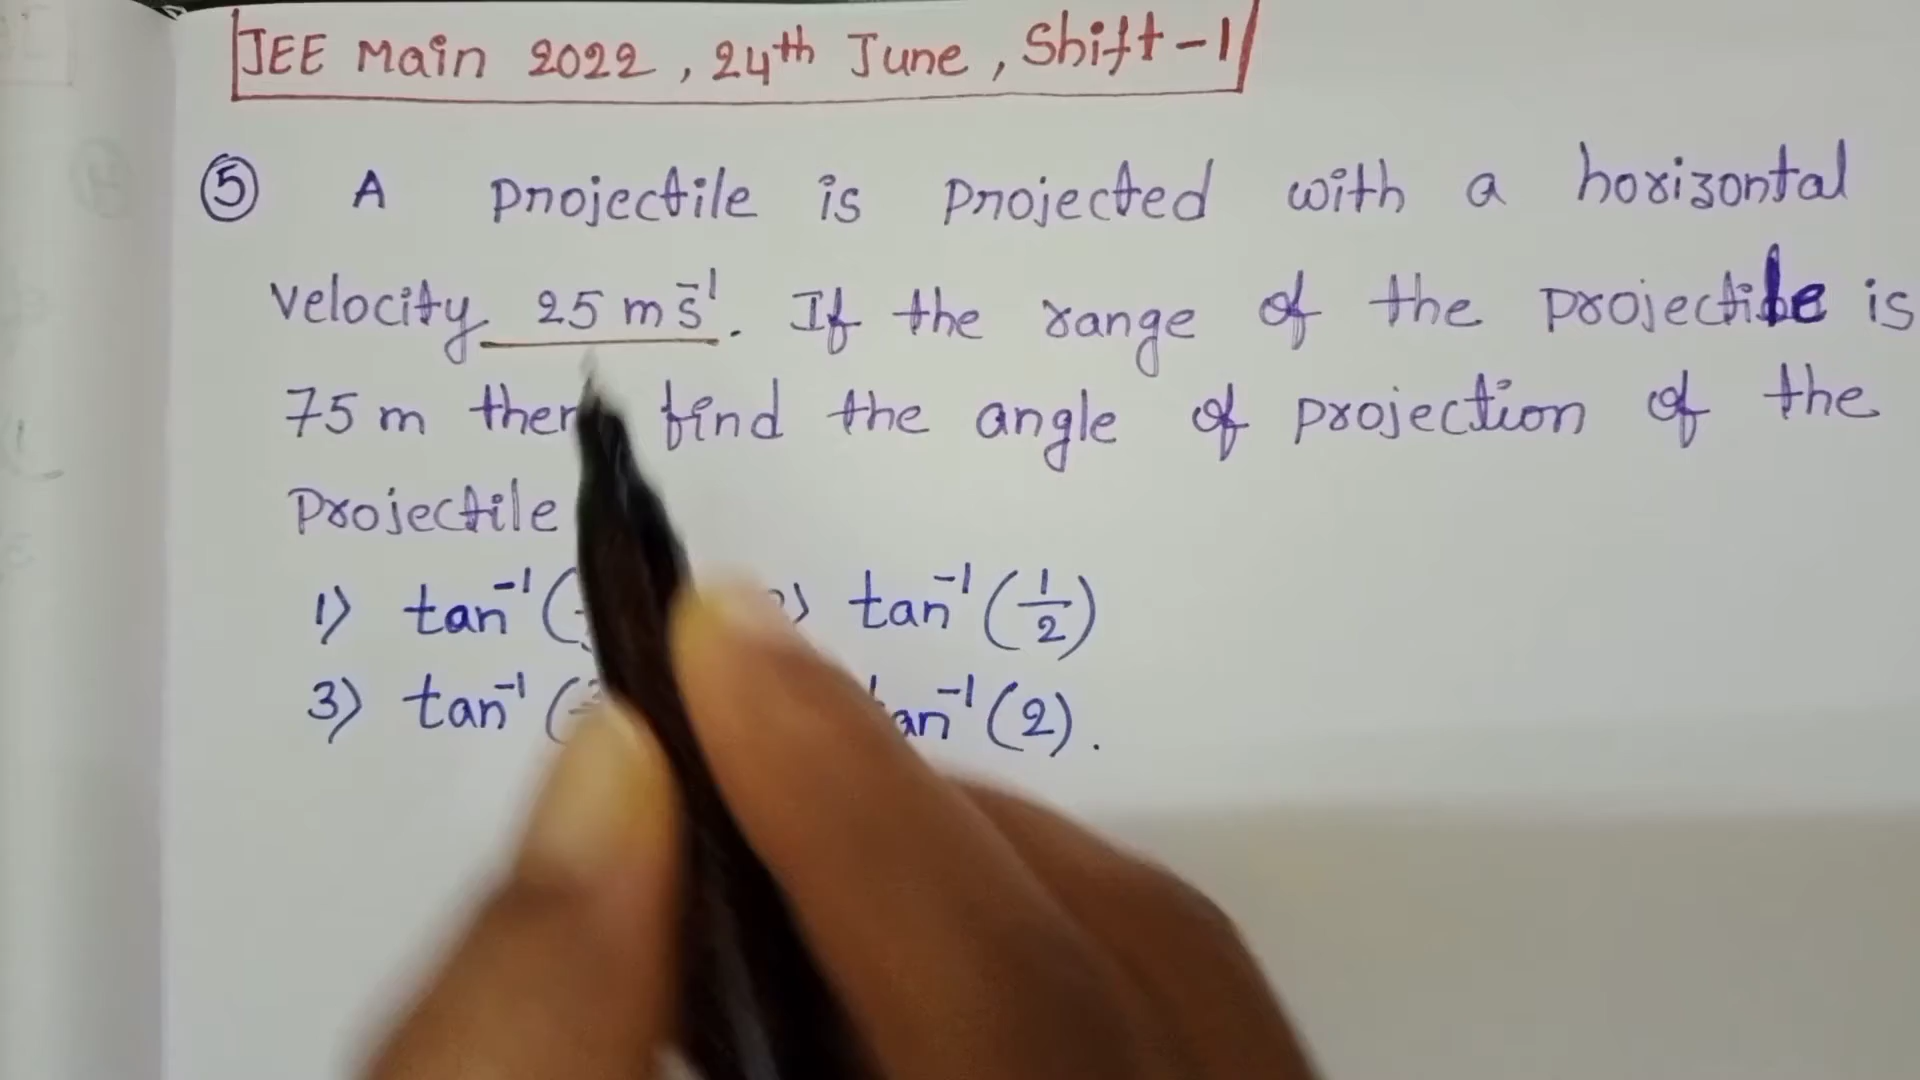 JEE Main 2022, 24th June, Shift-1
⑤ A projectile is projected with a horizontal
velocity 25 m s⁻¹. If the range of the projectile is
75 m then find the angle of projection of the
Projectile
1) tan⁻¹( 2) tan⁻¹(1/2)
3) tan⁻¹( tan⁻¹(2).